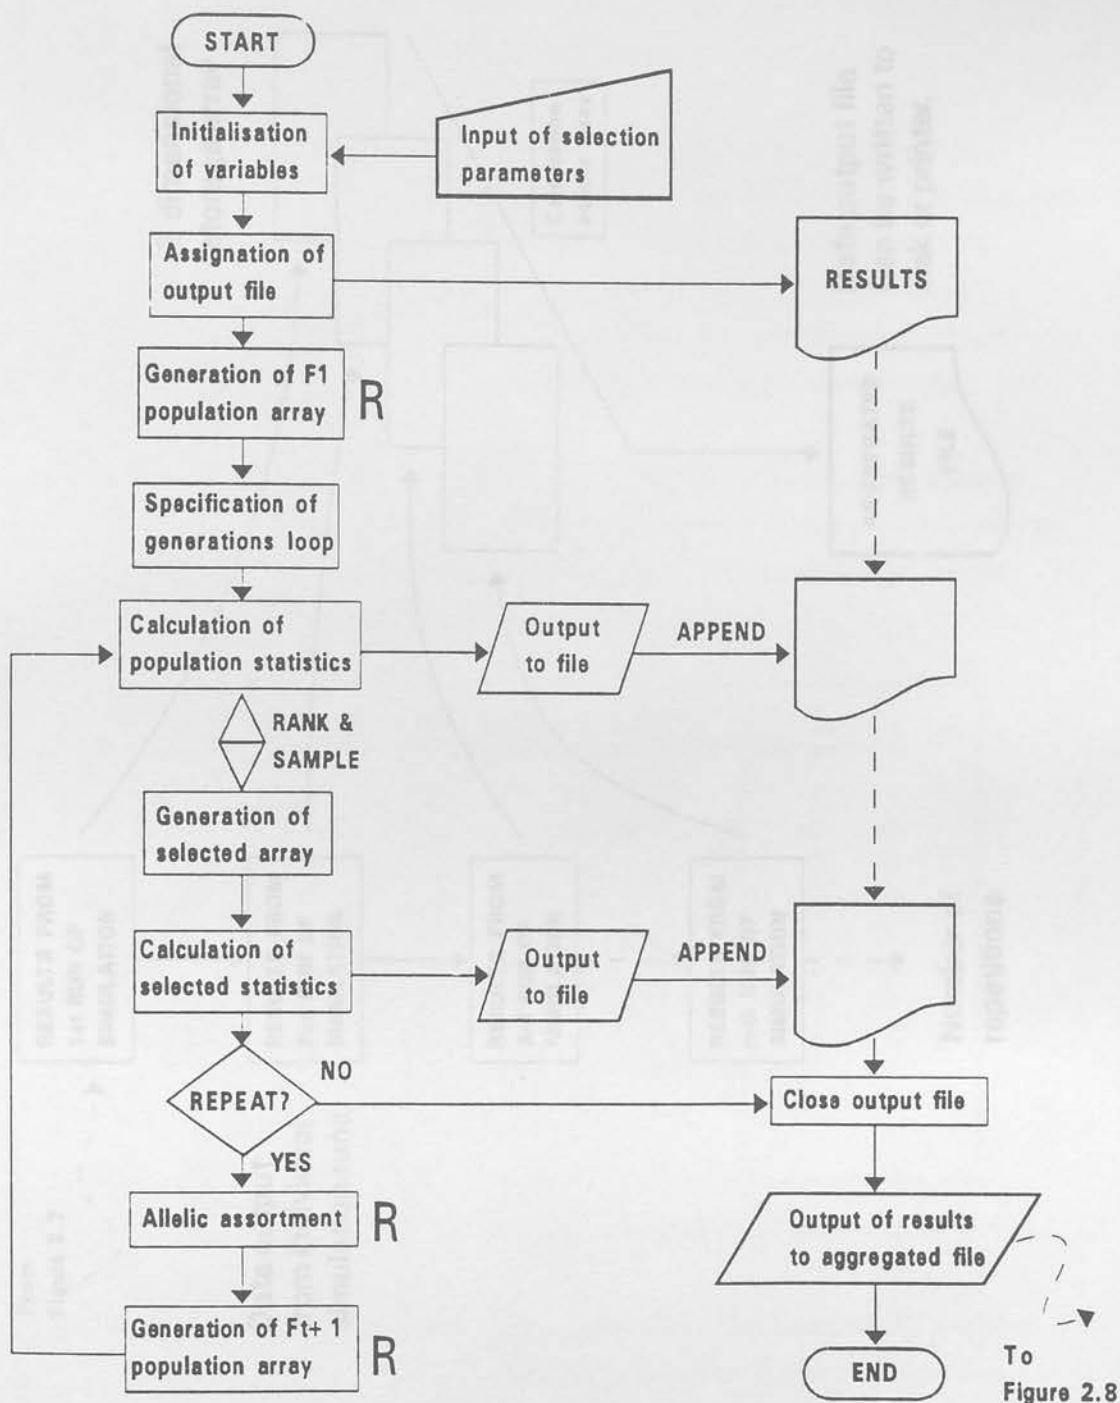 START
Initialisation
of variables
Input of selection
parameters
Assignation of
output file
RESULTS
Generation of F1
population array
R
Specification of
generations loop
Calculation of
population statistics
Output
to file
APPEND
RANK &
SAMPLE
Generation of
selected array
Calculation of
selected statistics
Output
to file
APPEND
REPEAT?
NO
YES
Close output file
Allelic assortment
R
Output of results
to aggregated file
Generation of Ft+1
population array
R
END
To
Figure 2.8